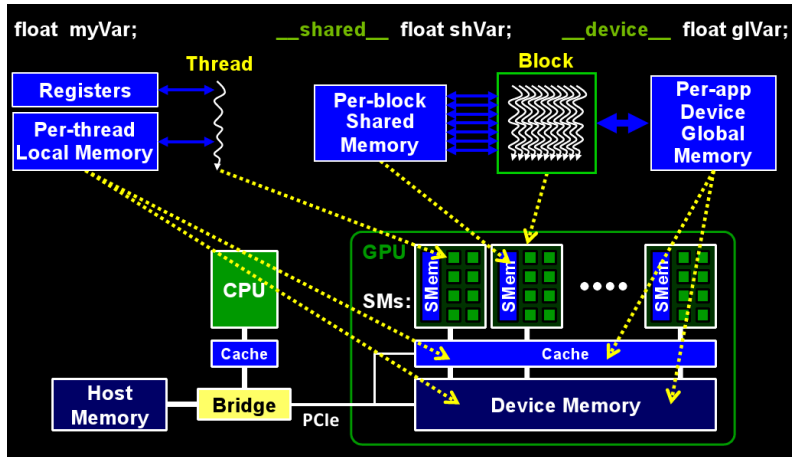 float myVar;
__shared__ float shVar;
__device__ float glVar;
Thread
Block
Registers
Per-thread
Local Memory
Per-block
Shared
Memory
Per-app
Device
Global
Memory
GPU
CPU
SMs:
SMem
SMem
SMem
Cache
Cache
Host
Memory
Bridge
PCIe
Device Memory